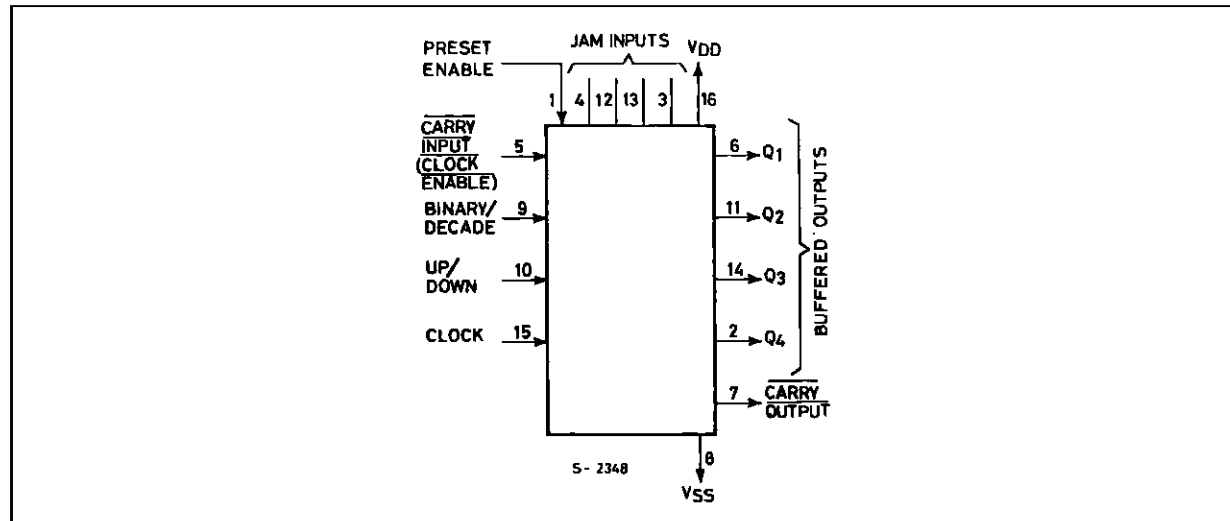 PRESET
ENABLE
JAM INPUTS
VDD
1
4
12
13
3
16
CARRY
INPUT
(CLOCK
ENABLE)
5
BINARY/
DECADE
9
UP/
DOWN
10
CLOCK
15
6
Q1
11
Q2
14
Q3
2
Q4
BUFFERED OUTPUTS
7
CARRY
OUTPUT
8
VSS
S-2348